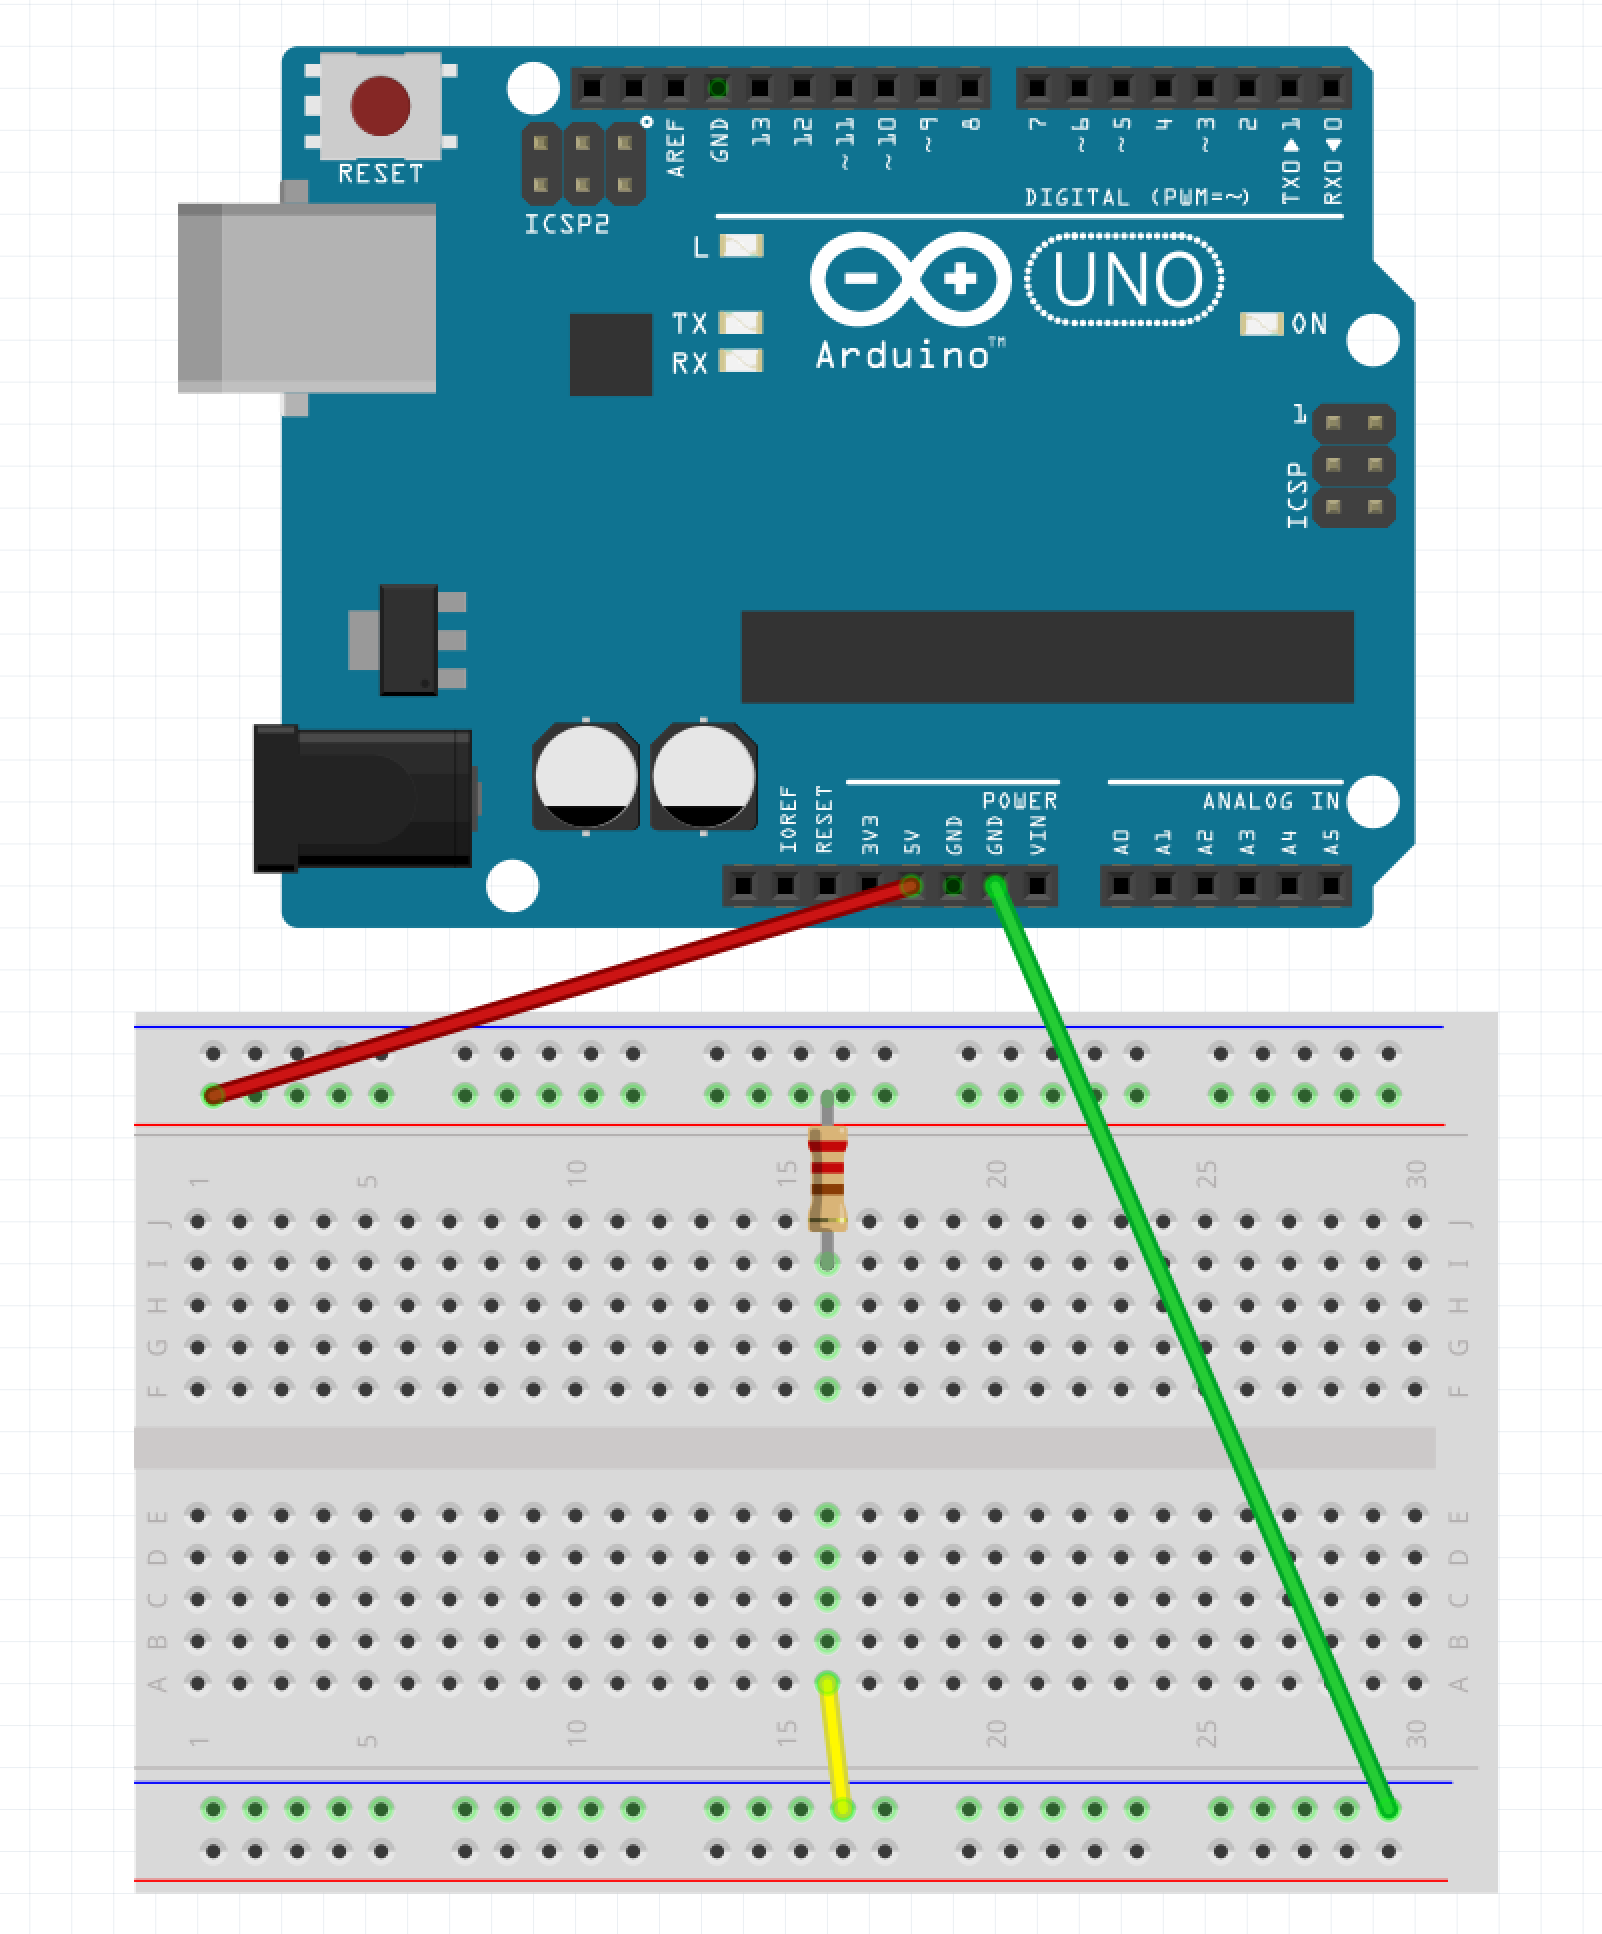 RESET
ICSP2
AREF
GND
13
12
~11
~10
~9
8
7
~6
~5
4
~3
2
TX0▶1
RX0◀0
DIGITAL (PWM=~)
L
TX
RX
Arduino™
UNO
ON
1
ICSP
IOREF
RESET
3V3
5V
GND
GND
VIN
POWER
ANALOG IN
A0
A1
A2
A3
A4
A5
1 5 10 15 20 25 30
J J
I I
H H
G G
F F
E E
D D
C C
B B
A A
1 5 10 15 20 25 30